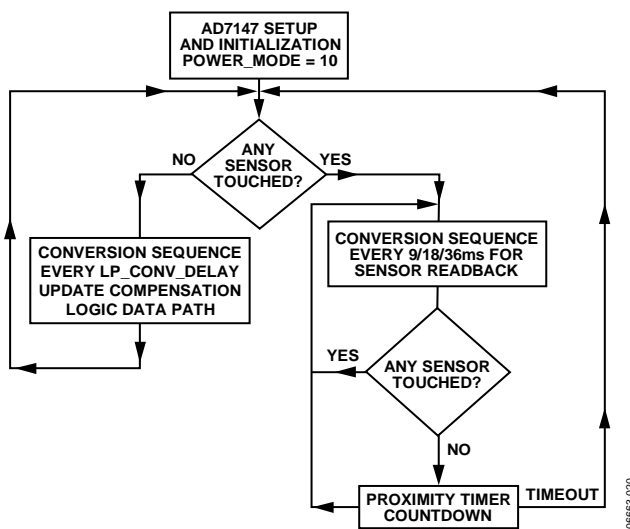 AD7147 SETUP
AND INITIALIZATION
POWER_MODE = 10
NO
ANY
SENSOR
TOUCHED?
YES
CONVERSION SEQUENCE
EVERY LP_CONV_DELAY
UPDATE COMPENSATION
LOGIC DATA PATH
CONVERSION SEQUENCE
EVERY 9/18/36ms FOR
SENSOR READBACK
YES
ANY SENSOR
TOUCHED?
NO
PROXIMITY TIMER
COUNTDOWN
TIMEOUT
06663-029